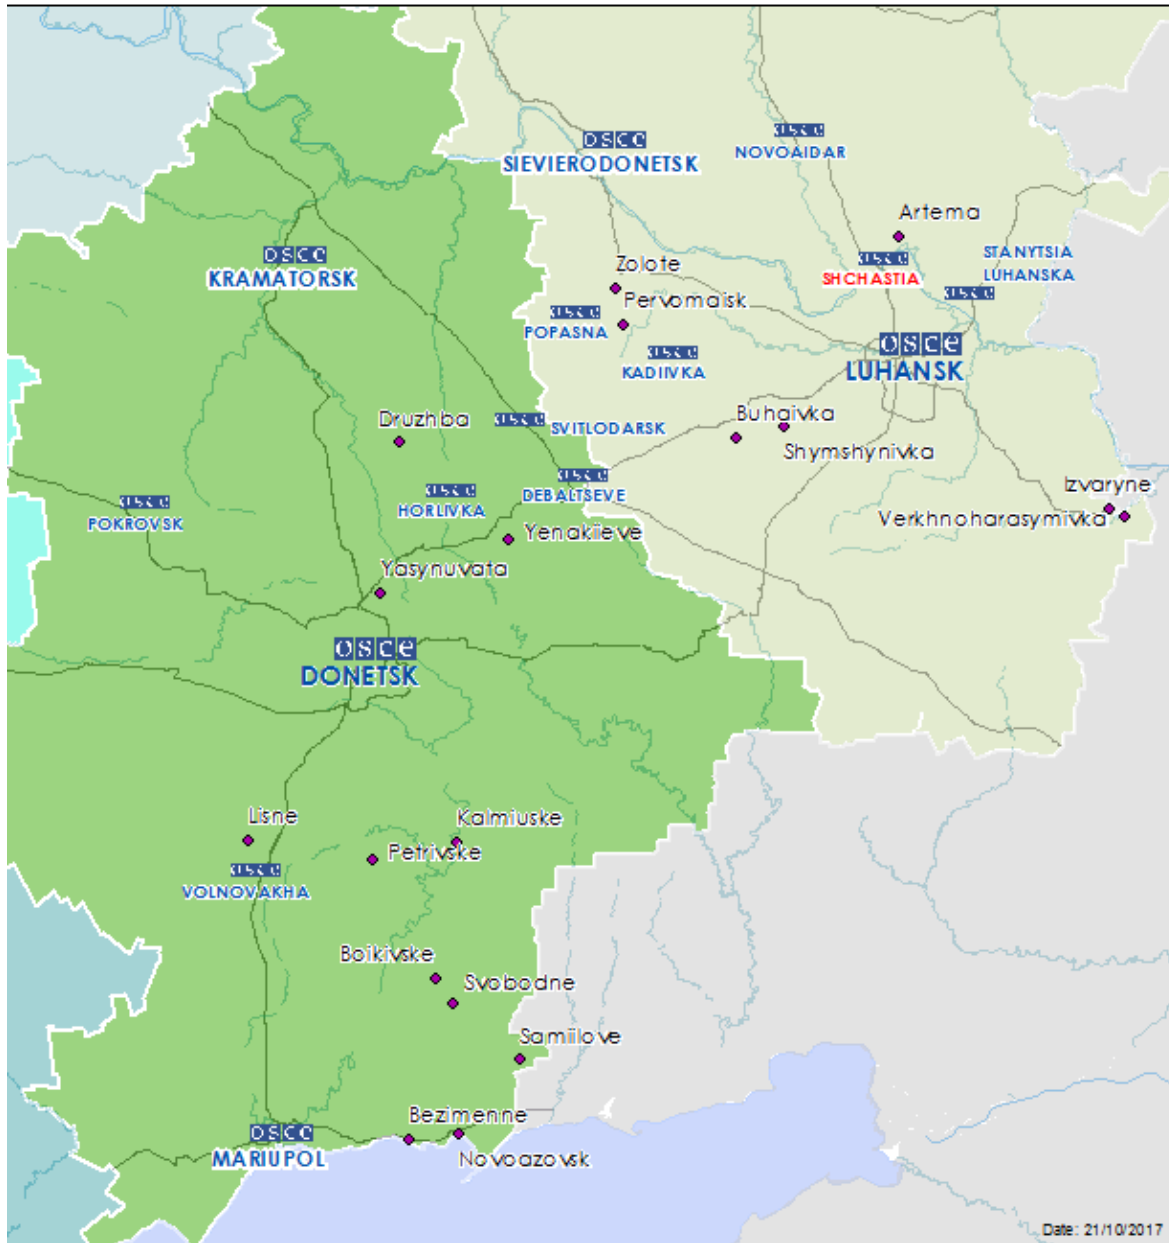 osce
SIEVIERODONETSK
osce
NOVOAIDAR
Artema
osce
SHCHASTIA
STANYTSIA
LUHANSKA
osce
osce
KRAMATORSK
Zolote
Pervomaisk
osce
POPASNA
osce
KADIIVKA
osce
LUHANSK
Druzhba
osce
SVITLODARSK
Buhaivka
Shymshynivka
osce
POKROVSK
osce
HORLIVKA
osce
DEBALTSEVE
Izvaryne
Verkhnoharasymivka
Yenakiieve
Yasynuvata
osce
DONETSK
Lisne
Kalmiuske
Petrivske
osce
VOLNOVAKHA
Boikivske
Svobodne
Samiilove
Bezimenne
osce
MARIUPOL
Novoazovsk
Date: 21/10/2017